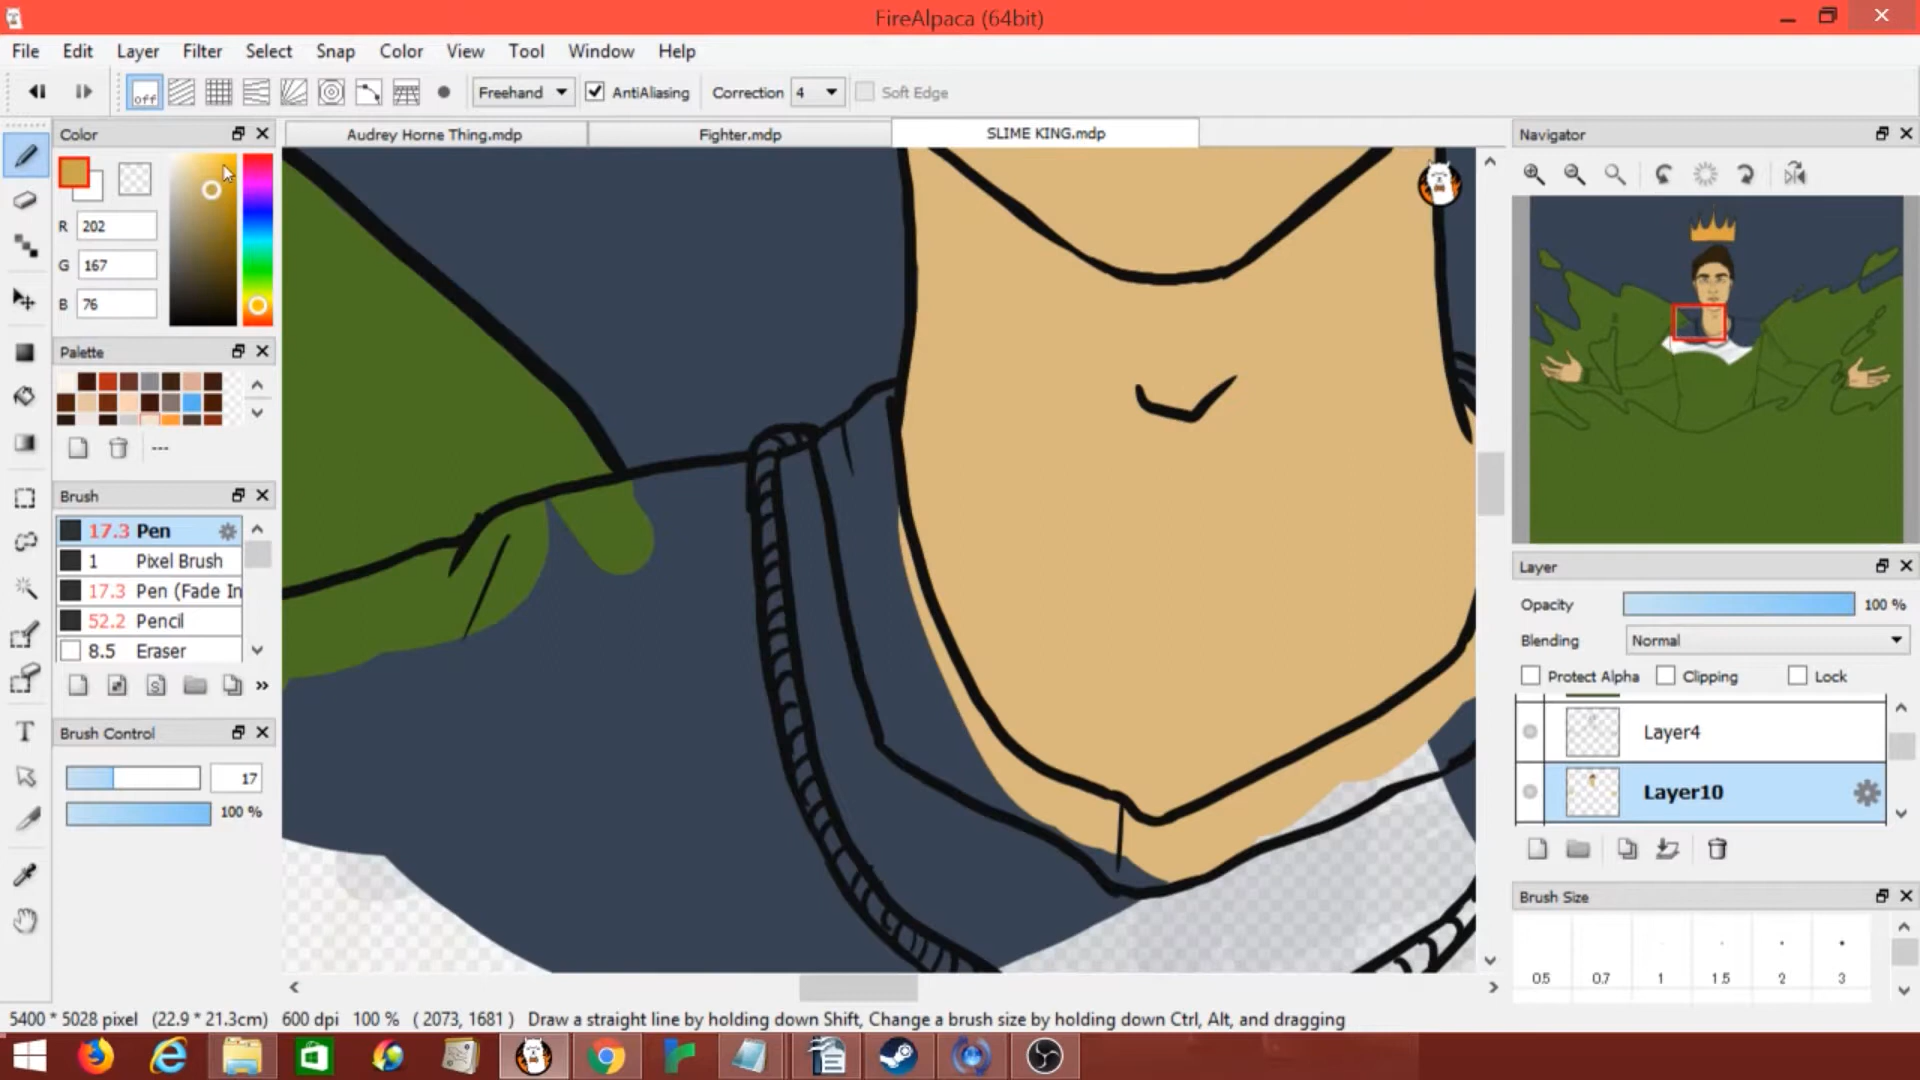 FireAlpaca (64bit)
File Edit Layer Filter Select Snap Color View Tool Window Help
off Freehand AntiAliasing Correction 4 Soft Edge
Color
Audrey Horne Thing.mdp Fighter.mdp SLIME KING.mdp
Navigator
R 202
G 167
B 76
Palette
---
Brush
17.3 Pen
1 Pixel Brush
17.3 Pen (Fade In
52.2 Pencil
8.5 Eraser
S
Brush Control
17
100 %
Layer
Opacity 100 %
Blending Normal
Protect Alpha Clipping Lock
Layer4
Layer10
Brush Size
0.5 0.7 1 1.5 2 3
T
5400 * 5028 pixel (22.9 * 21.3cm) 600 dpi 100 % ( 2073, 1681 ) Draw a straight line by holding down Shift, Change a brush size by holding down Ctrl, Alt, and dragging